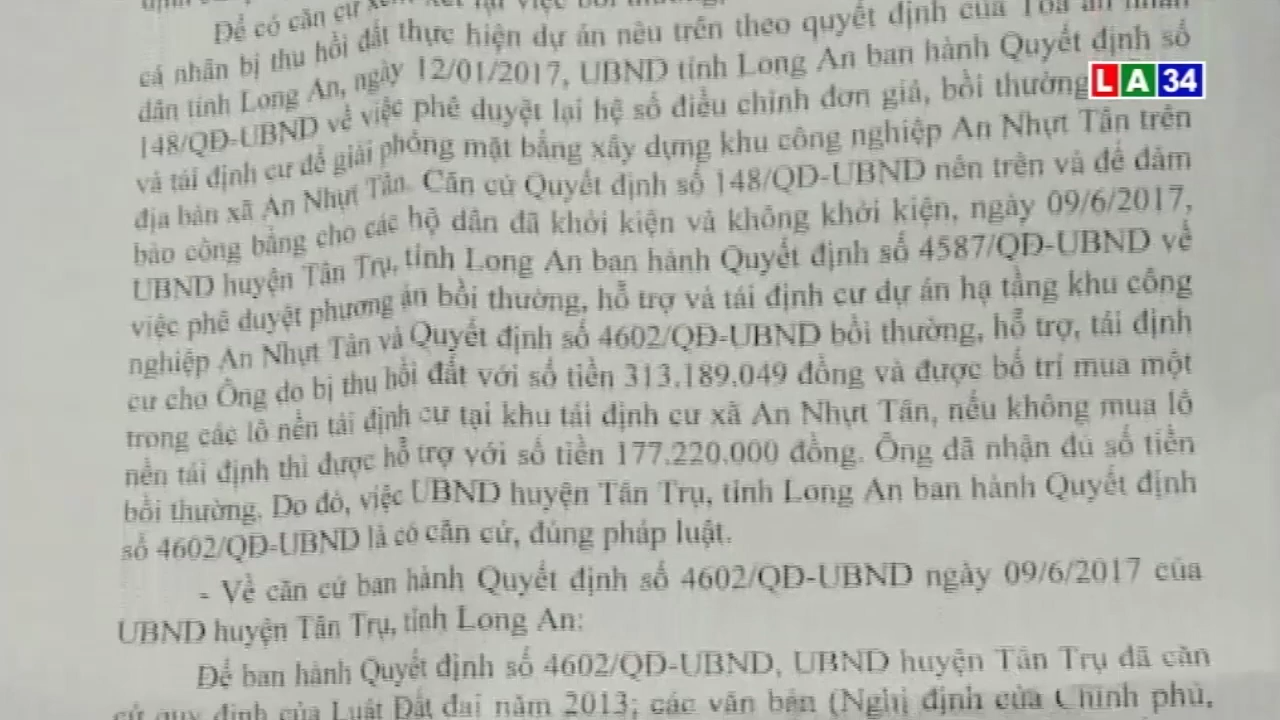 Để có căn cứ xem xét lại việc bồi thường
cá nhân bị thu hồi đất thực hiện dự án nêu trên theo quyết định của Tòa án nhân
dân tỉnh Long An, ngày 12/01/2017, UBND tỉnh Long An ban hành Quyết định số
148/QĐ-UBND về việc phê duyệt lại hệ số điều chỉnh đơn giá, bồi thường
LA34
và tái định cư để giải phóng mặt bằng xây dựng khu công nghiệp An Nhựt Tân trên
địa bàn xã An Nhựt Tân. Căn cứ Quyết định số 148/QĐ-UBND nên trên và để đảm
bảo công bằng cho các hộ dân đã khởi kiện và không khởi kiện, ngày 09/6/2017,
UBND huyện Tân Trụ, tỉnh Long An ban hành Quyết định số 4587/QĐ-UBND về
việc phê duyệt phương án bồi thường, hỗ trợ và tái định cư dự án hạ tầng khu công
nghiệp An Nhựt Tân và Quyết định số 4602/QĐ-UBND bồi thường, hỗ trợ, tái định
cư cho Ông do bị thu hồi đất với số tiền 313.189.049 đồng và được bố trí mua một
trong các lô nền tái định cư tại khu tái định cư xã An Nhựt Tân, nếu không mua lô
nền tái định thì được hỗ trợ với số tiền 177.220.000 đồng. Ông đã nhận đủ số tiền
bồi thường. Do đó, việc UBND huyện Tân Trụ, tỉnh Long An ban hành Quyết định
số 4602/QĐ-UBND là có căn cứ, đúng pháp luật.
- Về căn cứ ban hành Quyết định số 4602/QĐ-UBND ngày 09/6/2017 của
UBND huyện Tân Trụ, tỉnh Long An:
Để ban hành Quyết định số 4602/QĐ-UBND, UBND huyện Tân Trụ đã căn
cứ quy định của Luật Đất đai năm 2013; các văn bản (Nghị định của Chính phủ,